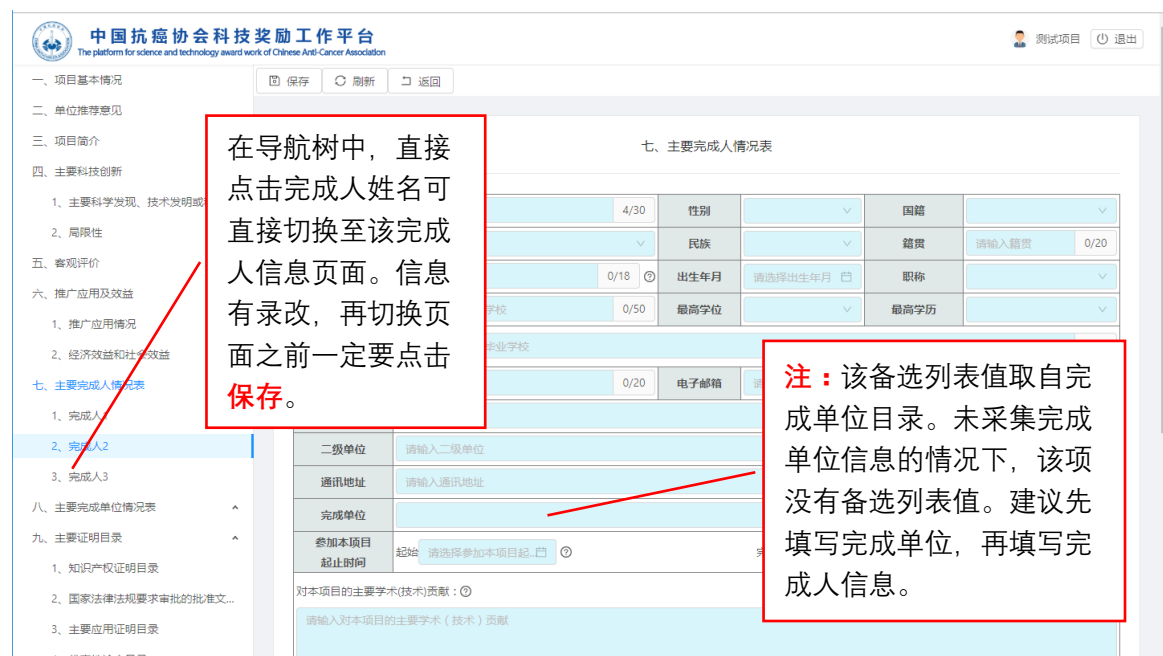 中国抗癌协会科技奖励工作平台
The platform for science and technology award work of Chinese Anti-Cancer Association
测试项目
退出
保存
刷新
返回
一、项目基本情况
二、单位推荐意见
三、项目简介
四、主要科技创新
1、主要科学发现、技术发明或
2、局限性
五、客观评价
六、推广应用及效益
1、推广应用情况
2、经济效益和社会效益
七、主要完成人情况表
1、完成人1
2、完成人2
3、完成人3
八、主要完成单位情况表
九、主要证明目录
1、知识产权证明目录
2、国家法律法规要求审批的批准文...
3、主要应用证明目录
在导航树中，直接
点击完成人姓名可
直接切换至该完成
人信息页面。信息
有录改，再切换页
面之前一定要点击
保存。
七、主要完成人情况表
4/30 性别 国籍
民族 籍贯 请输入籍贯 0/20
0/18 出生年月 请选择出生年月 职称
学校 0/50 最高学位 最高学历
毕业学校
0/20 电子邮箱
二级单位 请输入二级单位
通讯地址 请输入通讯地址
完成单位
参加本项目
起止时间
起始 请选择参加本项目起..
对本项目的主要学术(技术)贡献：
请输入对本项目的主要学术（技术）贡献
注：该备选列表值取自完
成单位目录。未采集完成
单位信息的情况下，该项
没有备选列表值。建议先
填写完成单位，再填写完
成人信息。